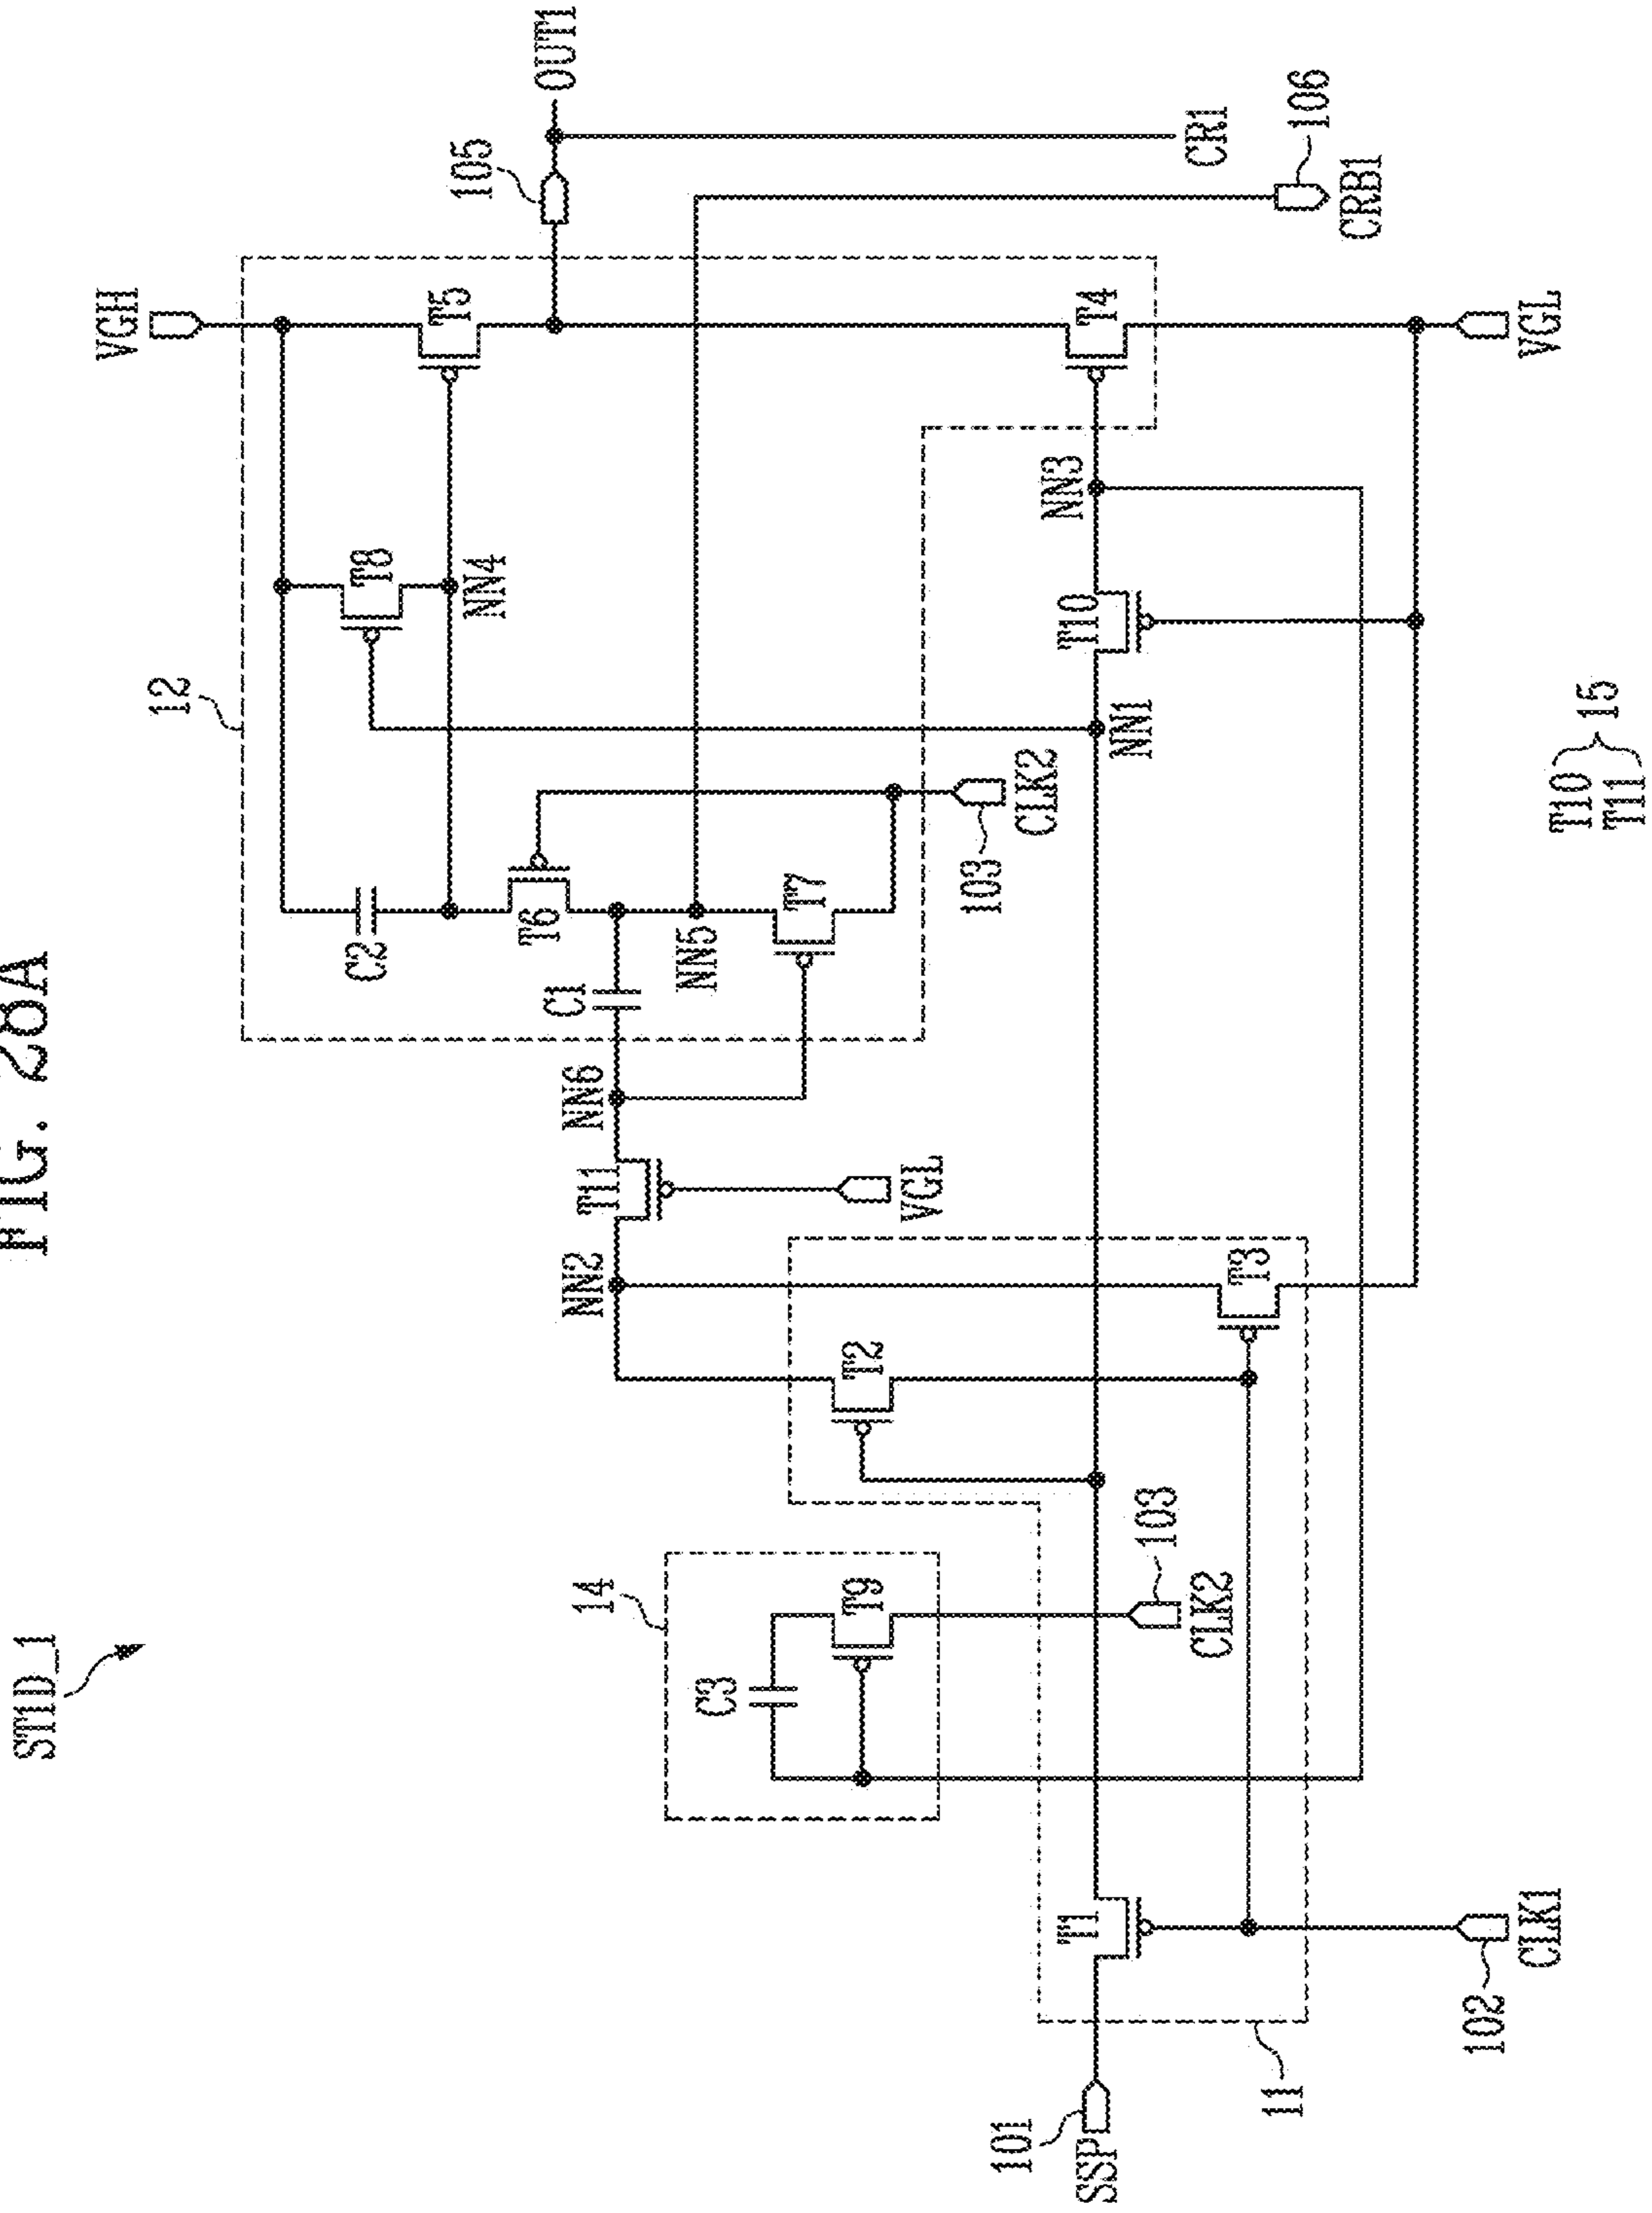 FIG. 28A
ST1D_1
VGH
12
105
OUT1
T8
T5
C2
NN4
T6
C1
NN6
NN5
T7
T11
NN2
14
C3
T9
T2
VGL
103
CLK2
103
CLK2
NN1
T10
NN3
T4
CR1
106
CRB1
101
SSP
T1
T3
11
102
CLK1
VGL
T10
T11
15